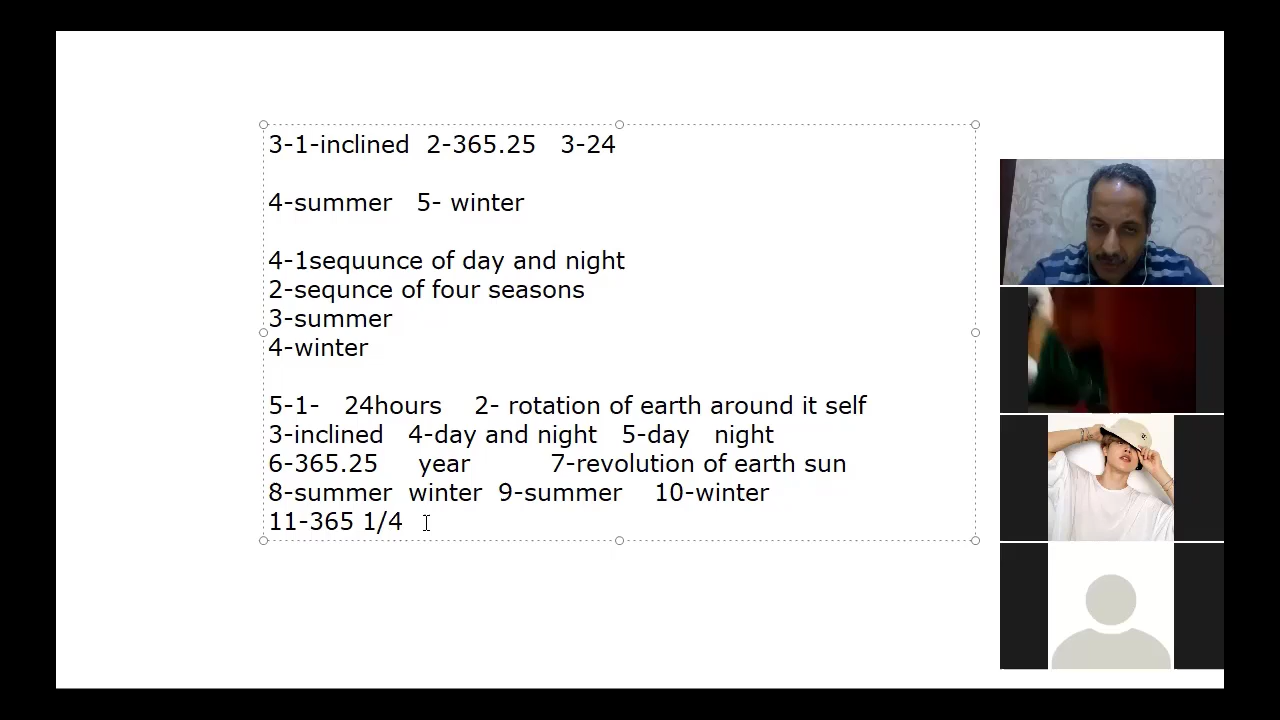 3-1-inclined 2-365.25 3-24
4-summer 5- winter
4-1sequunce of day and night
2-sequnce of four seasons
3-summer
4-winter
5-1- 24hours 2- rotation of earth around it self
3-inclined 4-day and night 5-day night
6-365.25 year 7-revolution of earth sun
8-summer winter 9-summer 10-winter
11-365 1/4